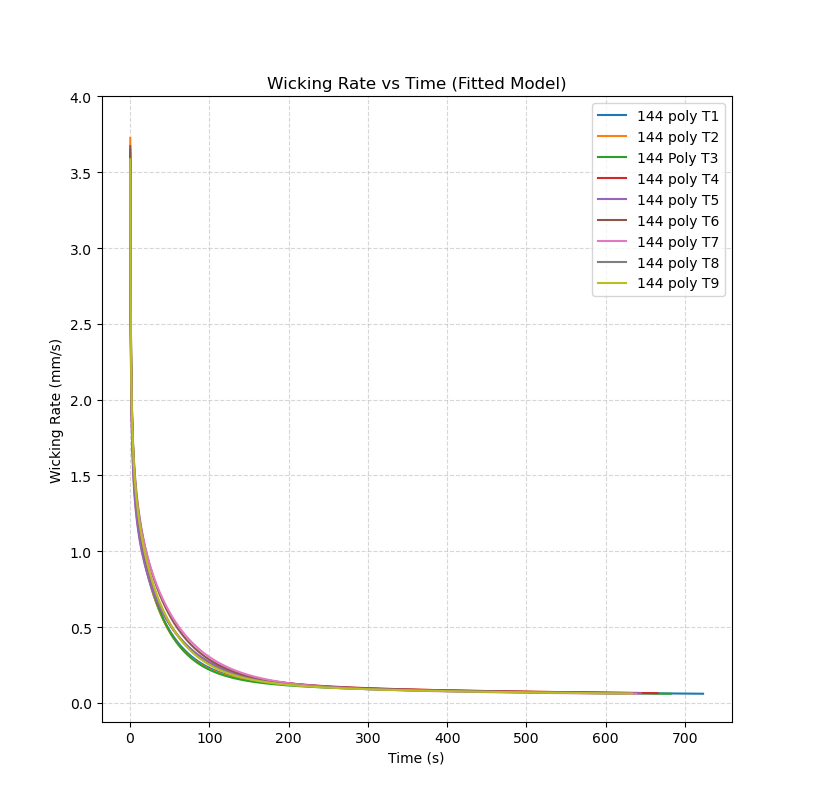 Wicking Rate vs Time (Fitted Model)
4.0
3.5
3.0
2.5
2.0
1.5
1.0
0.5
0.0
Wicking Rate (mm/s)
144 poly T1
144 poly T2
144 Poly T3
144 poly T4
144 poly T5
144 poly T6
144 poly T7
144 poly T8
144 poly T9
0 100 200 300 400 500 600 700
Time (s)